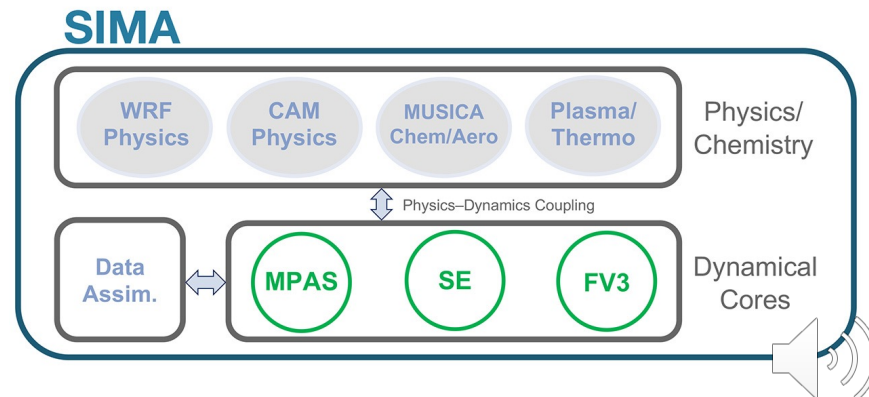 SIMA
WRF
Physics
CAM
Physics
MUSICA
Chem/Aero
Plasma/
Thermo
Physics/
Chemistry
Physics–Dynamics Coupling
Data
Assim.
MPAS
SE
FV3
Dynamical
Cores